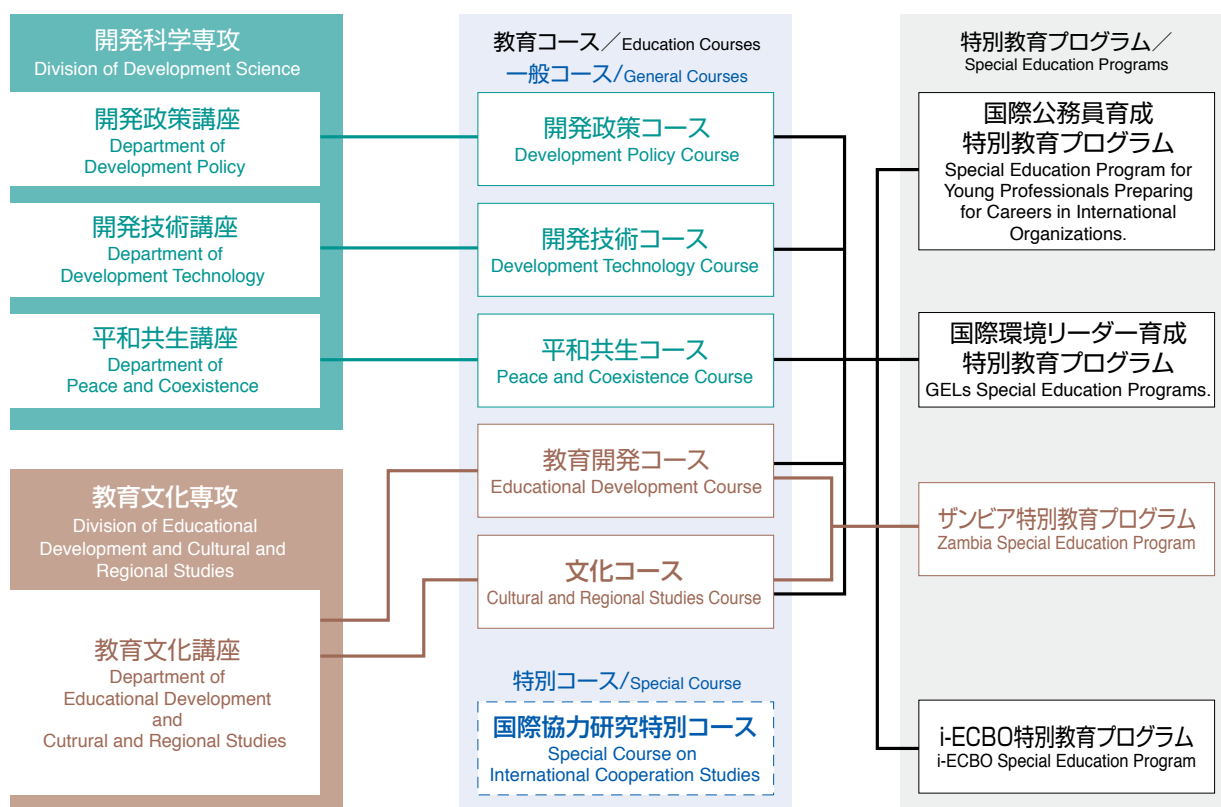 開発科学専攻
Division of Development Science
開発政策講座
Department of
Development Policy
開発技術講座
Department of
Development Technology
平和共生講座
Department of
Peace and Coexistence
教育文化専攻
Division of Educational
Development and Cultural and
Regional Studies
教育文化講座
Department of
Educational Development
and
Cutrural and Regional Studies
教育コース／Education Courses
一般コース/General Courses
開発政策コース
Development Policy Course
開発技術コース
Development Technology Course
平和共生コース
Peace and Coexistence Course
教育開発コース
Educational Development Course
文化コース
Cultural and Regional Studies Course
特別コース/Special Course
国際協力研究特別コース
Special Course on
International Cooperation Studies
特別教育プログラム／
Special Education Programs
国際公務員育成
特別教育プログラム
Special Education Program for
Young Professionals Preparing
for Careers in International
Organizations.
国際環境リーダー育成
特別教育プログラム
GELs Special Education Programs.
ザンビア特別教育プログラム
Zambia Special Education Program
i-ECBO特別教育プログラム
i-ECBO Special Education Program